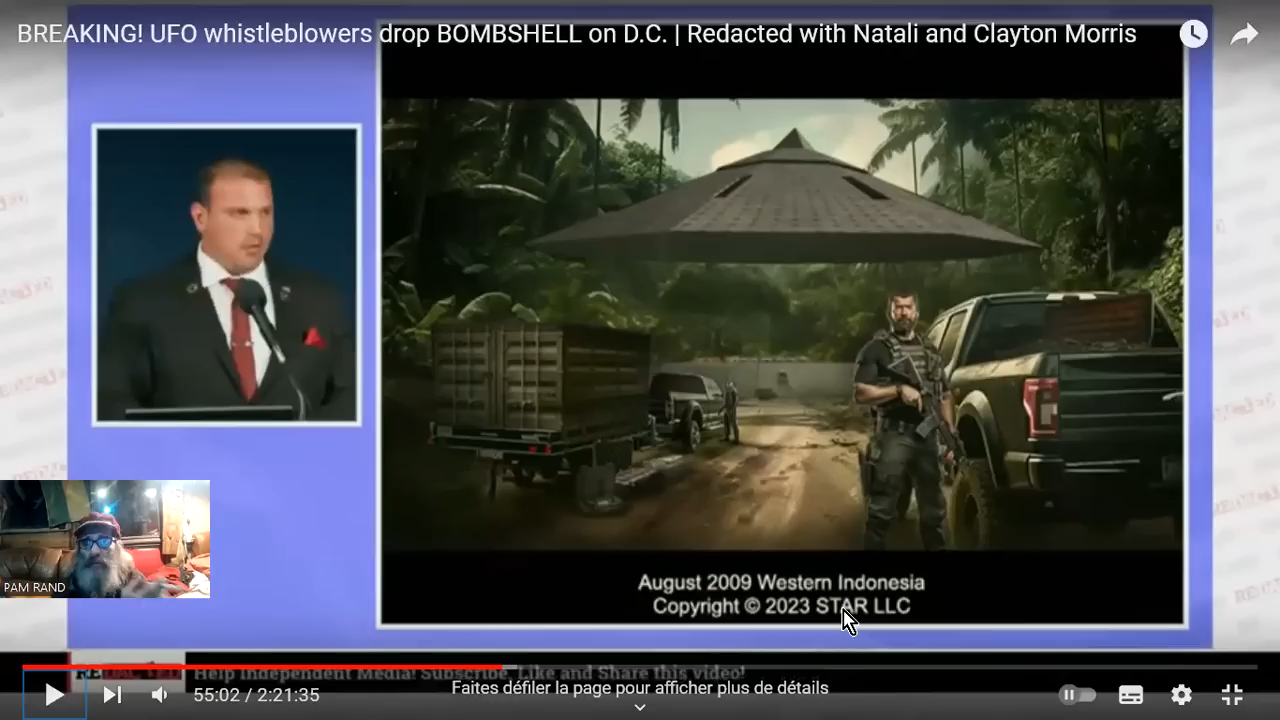 BREAKING! UFO whistleblowers drop BOMBSHELL on D.C. | Redacted with Natali and Clayton Morris
August 2009 Western Indonesia
Copyright © 2023 STAR LLC
PAM RAND
Help Independent Media! Subscribe, Like and Share this video!
55:02 / 2:21:35
Faites défiler la page pour afficher plus de détails